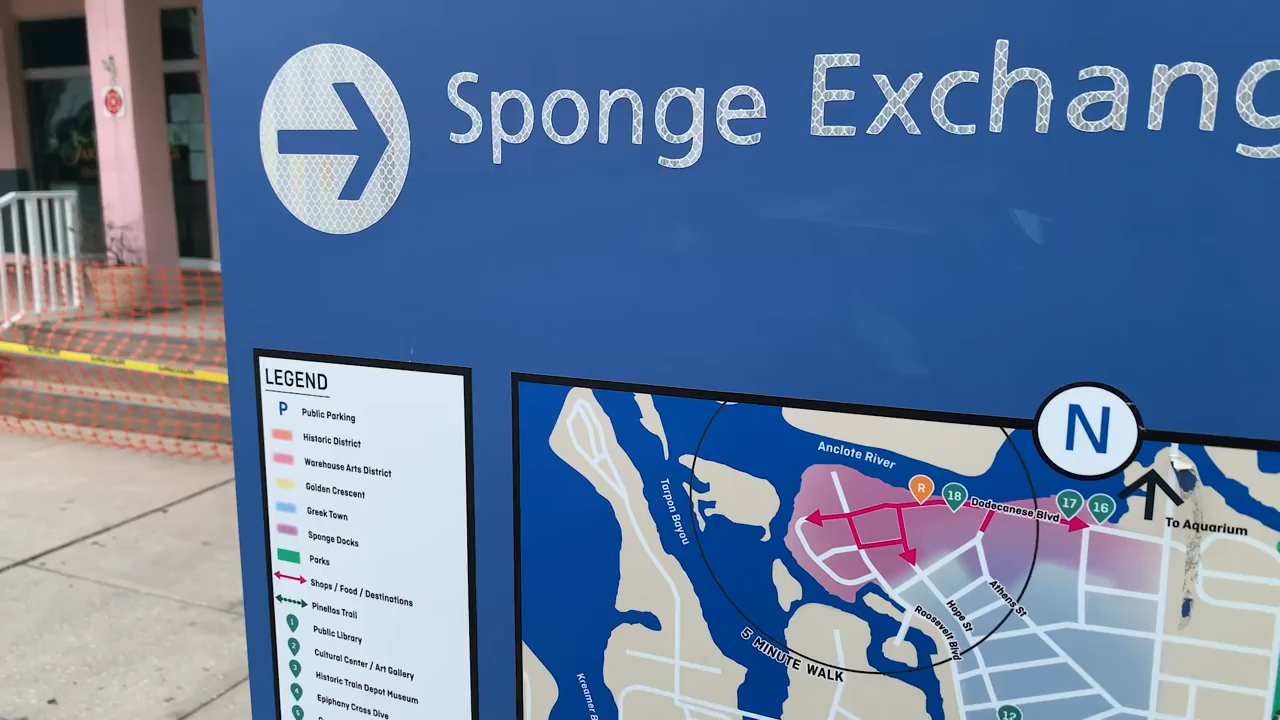 Sponge Exchang
LEGEND
P Public Parking
Historic District
Warehouse Arts District
Golden Crescent
Greek Town
Sponge Docks
Parks
Shops / Food / Destinations
Pinellas Trail
1 Public Library
2 Cultural Center / Art Gallery
3 Historic Train Depot Museum
4 Epiphany Cross Dive
5
N
Anclote River
R
18
Dodecanese Blvd
17
16
To Aquarium
Tarpon Bayou
Athens St
Hope St
Roosevelt Blvd
5 MINUTE WALK
Kreamer B
12